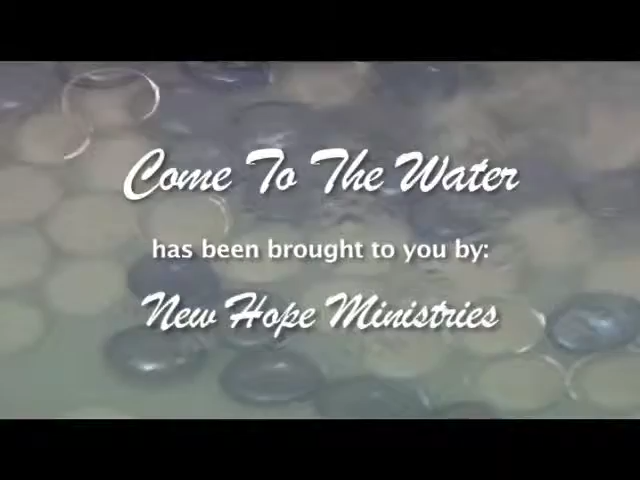 Come To The Water
has been brought to you by:
New Hope Ministries